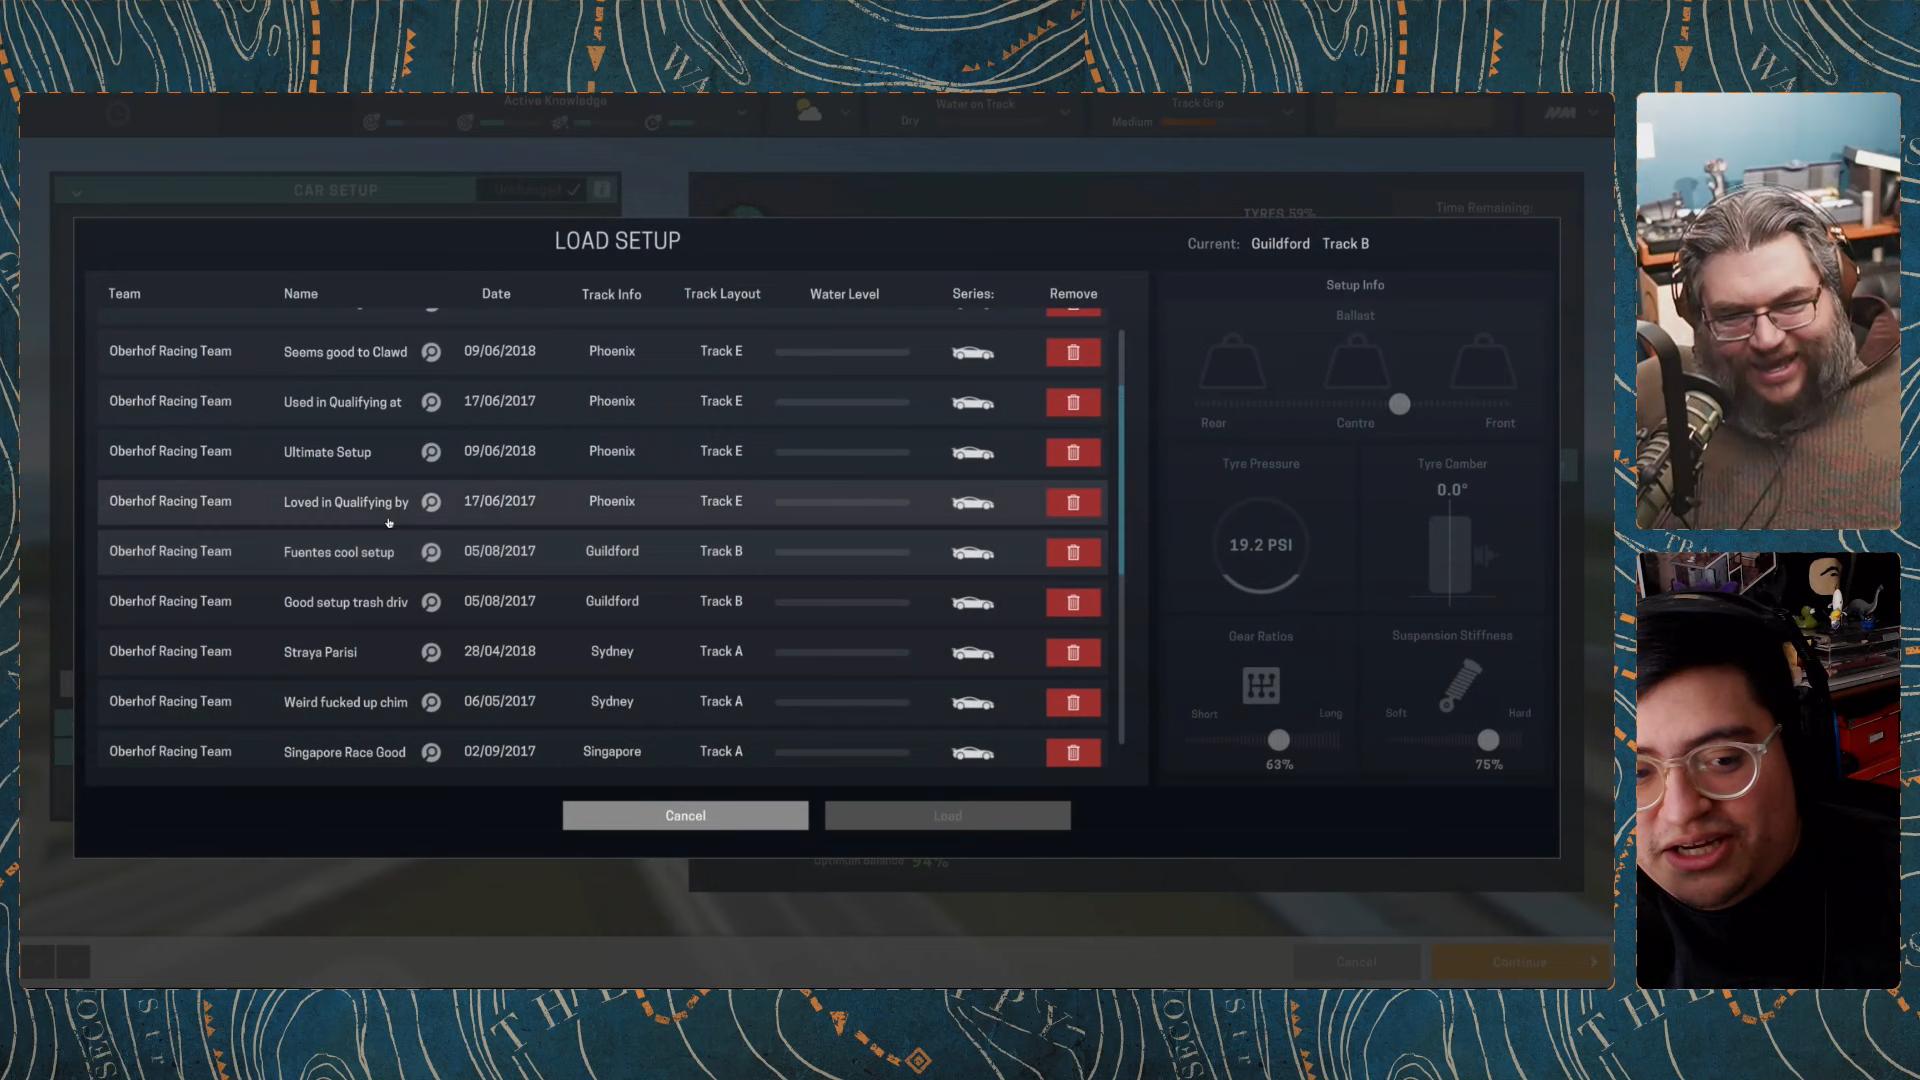 Active Knowledge
Water on Track
Dry
Track Grip
Medium
CAR SETUP
Unchanged
TYRES 59%
Time Remaining:
LOAD SETUP
Current: Guildford Track B
Team Name Date Track Info Track Layout Water Level Series: Remove
Oberhof Racing Team Seems good to Clawd 09/06/2018 Phoenix Track E
Oberhof Racing Team Used in Qualifying at 17/06/2017 Phoenix Track E
Oberhof Racing Team Ultimate Setup 09/06/2018 Phoenix Track E
Oberhof Racing Team Loved in Qualifying by 17/06/2017 Phoenix Track E
Oberhof Racing Team Fuentes cool setup 05/08/2017 Guildford Track B
Oberhof Racing Team Good setup trash driv 05/08/2017 Guildford Track B
Oberhof Racing Team Straya Parisi 28/04/2018 Sydney Track A
Oberhof Racing Team Weird fucked up chim 06/05/2017 Sydney Track A
Oberhof Racing Team Singapore Race Good 02/09/2017 Singapore Track A
Setup Info
Ballast
Rear Centre Front
Tyre Pressure
19.2 PSI
Tyre Camber
0.0°
Gear Ratios
Short Long
63%
Suspension Stiffness
Soft Hard
75%
Cancel Load
Optimum Balance 94%
Cancel Continue